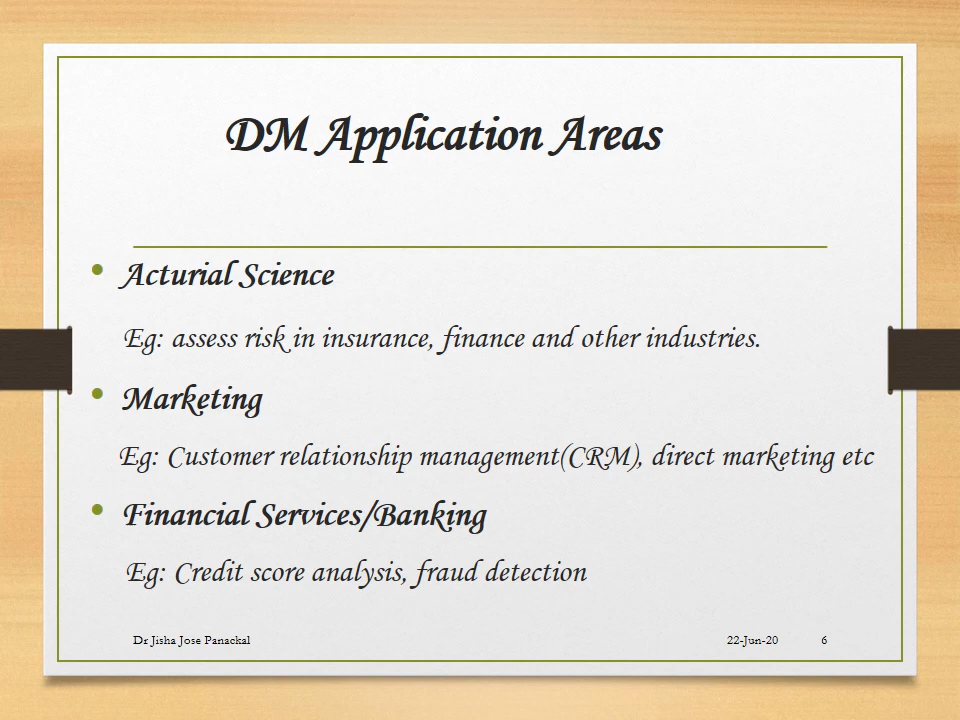 DM Application Areas
• Acturial Science
Eg: assess risk in insurance, finance and other industries.
• Marketing
Eg: Customer relationship management(CRM), direct marketing etc
• Financial Services/Banking
Eg: Credit score analysis, fraud detection
Dr Jisha Jose Panackal 22-Jun-20 6